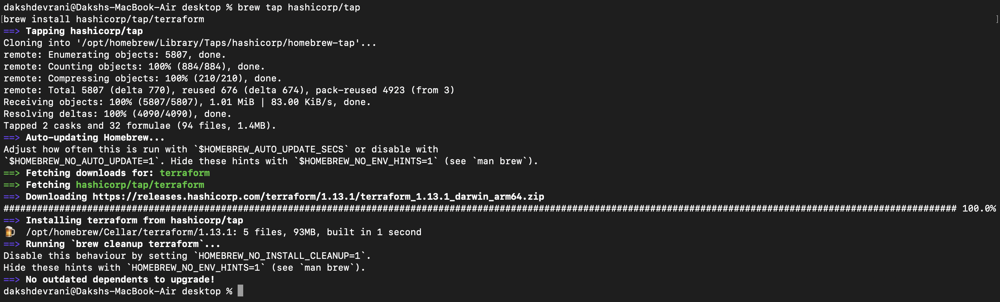 dakshdevrani@Dakshs-MacBook-Air desktop % brew tap hashicorp/tap
[brew install hashicorp/tap/terraform ]
==> Tapping hashicorp/tap
Cloning into '/opt/homebrew/Library/Taps/hashicorp/homebrew-tap'...
remote: Enumerating objects: 5807, done.
remote: Counting objects: 100% (884/884), done.
remote: Compressing objects: 100% (210/210), done.
remote: Total 5807 (delta 770), reused 676 (delta 674), pack-reused 4923 (from 3)
Receiving objects: 100% (5807/5807), 1.01 MiB | 83.00 KiB/s, done.
Resolving deltas: 100% (4090/4090), done.
Tapped 2 casks and 32 formulae (94 files, 1.4MB).
==> Auto-updating Homebrew...
Adjust how often this is run with `$HOMEBREW_AUTO_UPDATE_SECS` or disable with
`$HOMEBREW_NO_AUTO_UPDATE=1`. Hide these hints with `$HOMEBREW_NO_ENV_HINTS=1` (see `man brew`).
==> Fetching downloads for: terraform
==> Fetching hashicorp/tap/terraform
==> Downloading https://releases.hashicorp.com/terraform/1.13.1/terraform_1.13.1_darwin_arm64.zip
########################################################################################################################################################################### 100.0%
==> Installing terraform from hashicorp/tap
🍺 /opt/homebrew/Cellar/terraform/1.13.1: 5 files, 93MB, built in 1 second
==> Running `brew cleanup terraform`...
Disable this behaviour by setting `HOMEBREW_NO_INSTALL_CLEANUP=1`.
Hide these hints with `HOMEBREW_NO_ENV_HINTS=1` (see `man brew`).
==> No outdated dependents to upgrade!
dakshdevrani@Dakshs-MacBook-Air desktop %